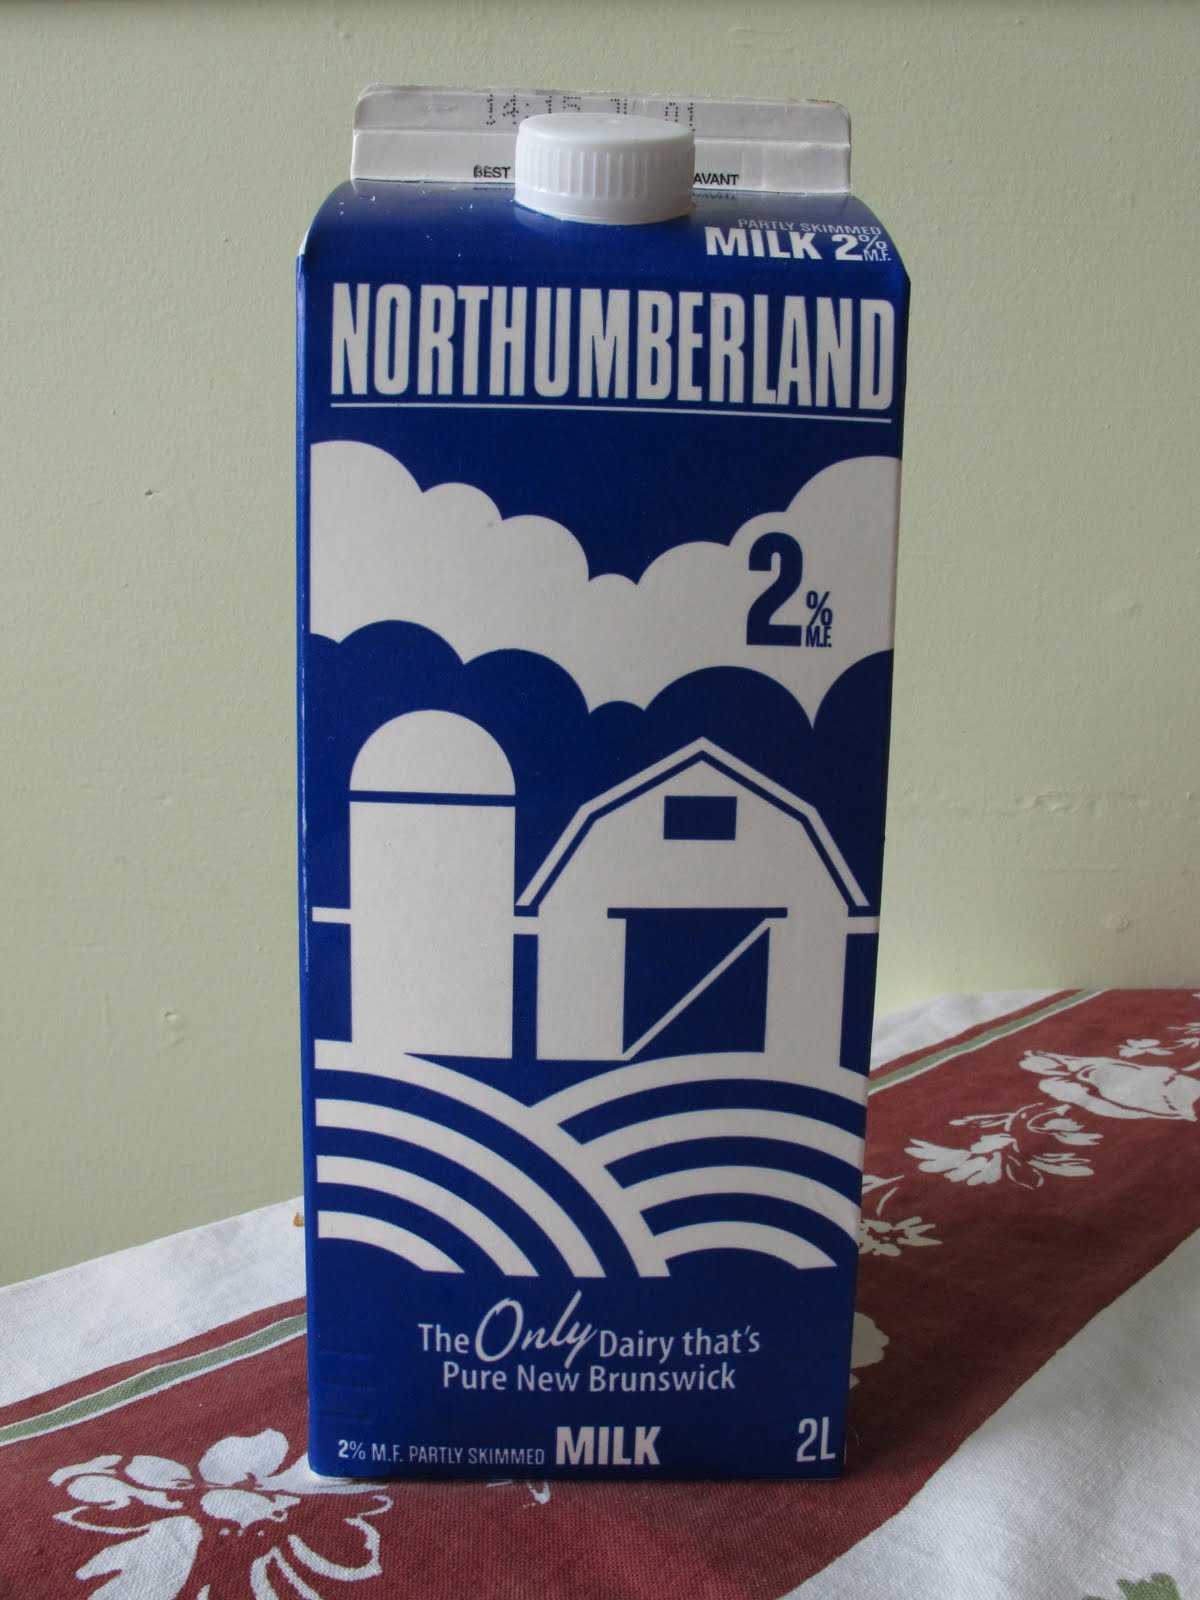 14:15 01
BEST AVANT
PARTLY SKIMMED
MILK 2% M.F.
NORTHUMBERLAND
2% M.F.
The Only Dairy that's
Pure New Brunswick
2% M.F. PARTLY SKIMMED MILK 2L